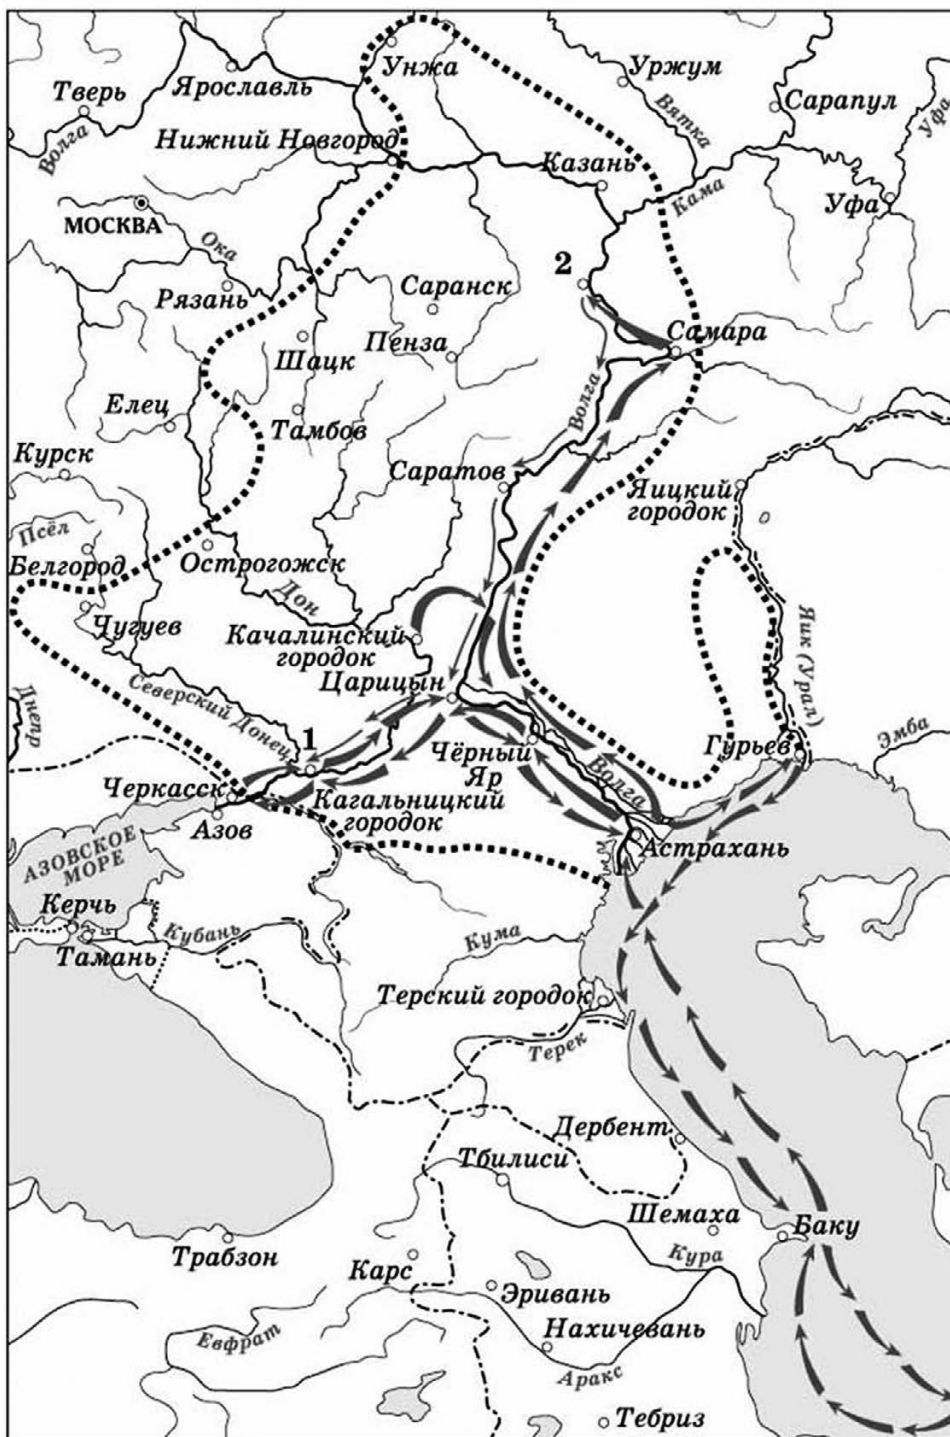 Унжа
Уржум
Тверь
Ярославль
Сарапул
Вятка
Уфа
Волга
Нижний Новгород
Казань
Кама
Уфа
МОСКВА
Ока
2
Рязань
Саранск
Самара
Шацк
Пенза
Елец
Тамбов
Волга
Курск
Саратов
Яицкий
городок
Псёл
Белгород
Острогожск
Дон
Чугуев
Качалинский
городок
Яик (Урал)
Царицын
Северский Донец
Днепр
1
Чёрный
Яр
Волга
Гурьев
Эмба
Черкасск
Кагальницкий
городок
Азов
АЗОВСКОЕ
МОРЕ
Астрахань
Керчь
Кубань
Кума
Тамань
Терский городок
Терек
Дербент
Тбилиси
Шемаха
Баку
Трабзон
Кура
Карс
Эривань
Нахичевань
Евфрат
Аракс
Тебриз